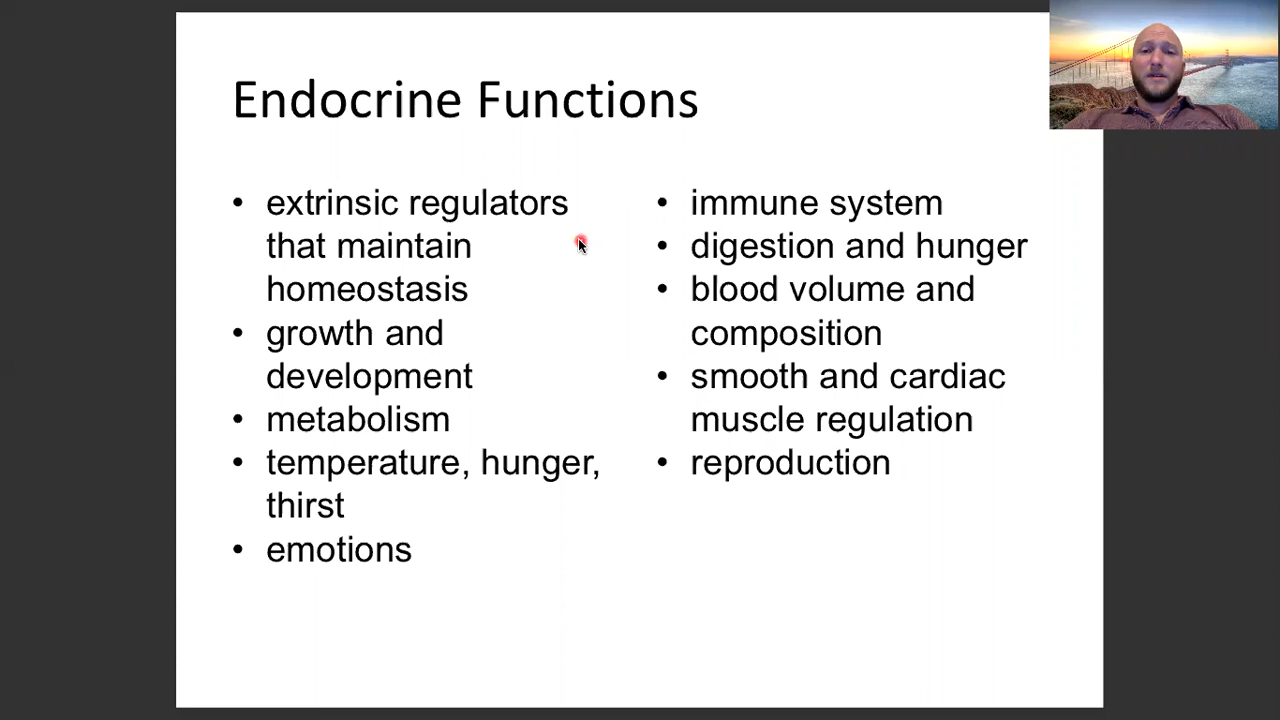 Endocrine Functions
• extrinsic regulators
that maintain
homeostasis
• growth and
development
• metabolism
• temperature, hunger,
thirst
• emotions
• immune system
• digestion and hunger
• blood volume and
composition
• smooth and cardiac
muscle regulation
• reproduction